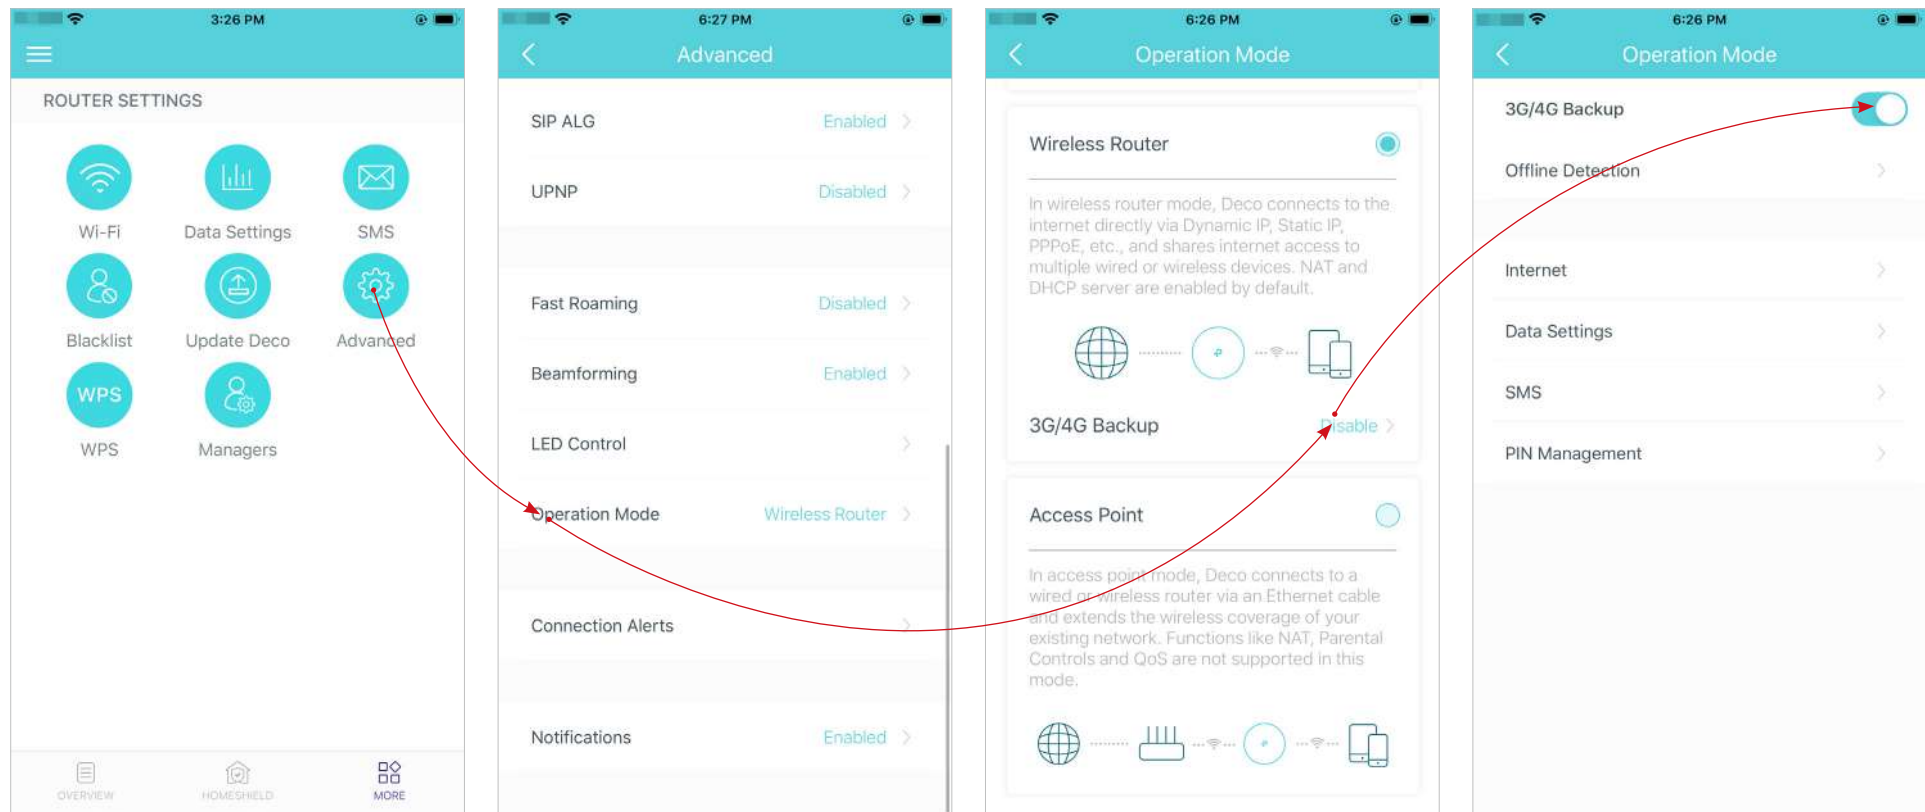 3:26 PM
ROUTER SETTINGS
Wi-Fi
Data Settings
SMS
Blacklist
Update Deco
Advanced
WPS
WPS
Managers
OVERVIEW
HOMESHIELD
MORE
6:27 PM
Advanced
SIP ALG Enabled
UPNP Disabled
Fast Roaming Disabled
Beamforming Enabled
LED Control
Operation Mode Wireless Router
Connection Alerts
Notifications Enabled
6:26 PM
Operation Mode
Wireless Router
In wireless router mode, Deco connects to the
internet directly via Dynamic IP, Static IP,
PPPoE, etc., and shares internet access to
multiple wired or wireless devices. NAT and
DHCP server are enabled by default.
3G/4G Backup Disable
Access Point
In access point mode, Deco connects to a
wired or wireless router via an Ethernet cable
and extends the wireless coverage of your
existing network. Functions like NAT, Parental
Controls and QoS are not supported in this
mode.
6:26 PM
Operation Mode
3G/4G Backup
Offline Detection
Internet
Data Settings
SMS
PIN Management